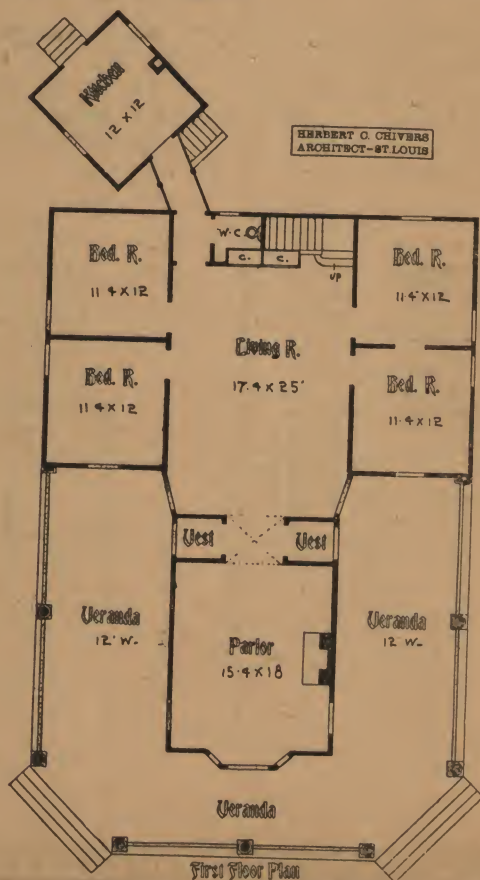 Kitchen
12 X 12
HERBERT C. CHIVERS
ARCHITECT-ST. LOUIS
W.C.
C.
C.
UP
Bed. R.
11 4 X 12
Bed. R.
11.4" X 12
Living R.
17.4 X 25'
Bed. R.
11 4 X 12
Bed. R.
11.4 X 12
Vest
Vest
Veranda
12' W-
Parlor
15.4 X 18
Veranda
12 W-
Veranda
First Floor Plan